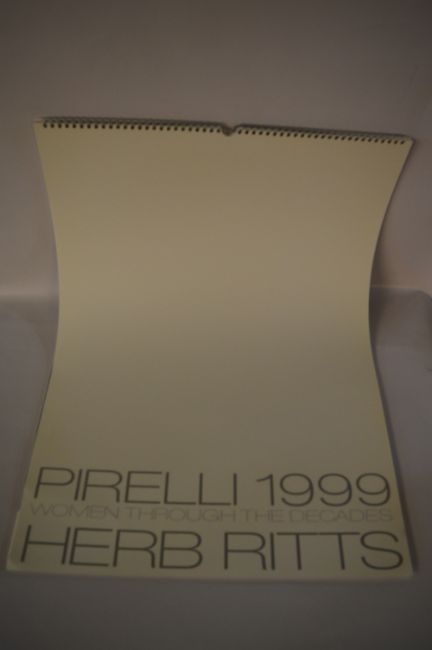 PIRELLI 1999
WOMEN THROUGH THE DECADES
HERB RITTS